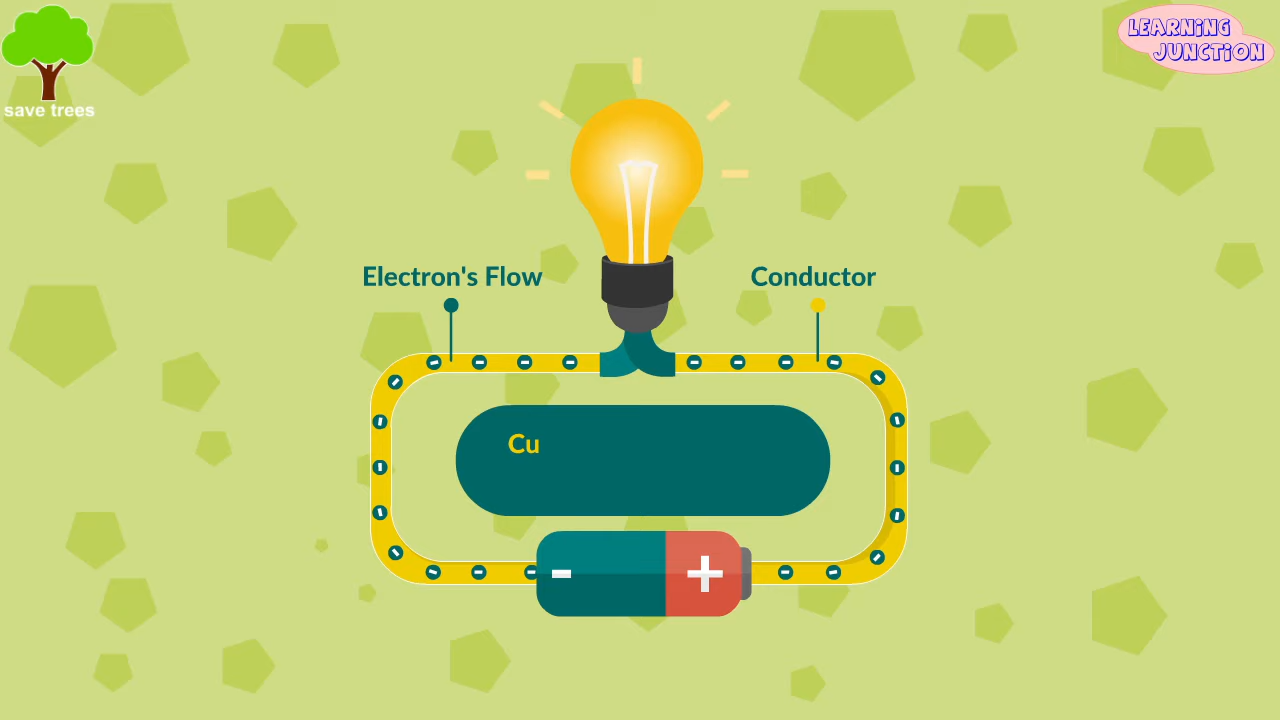 save trees
LEARNiNG
JUNCTiON
Electron's Flow
Conductor
Cu
- +